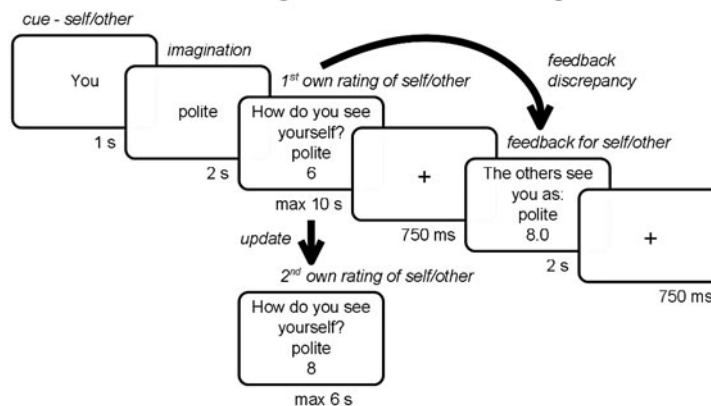 cue - self/other
You
1 s
imagination
polite
2 s
1st own rating of self/other
How do you see
yourself?
polite
6
max 10 s
+
750 ms
feedback
discrepancy
feedback for self/other
The others see
you as:
polite
8.0
2 s
+
750 ms
update
2nd own rating of self/other
How do you see
yourself?
polite
8
max 6 s